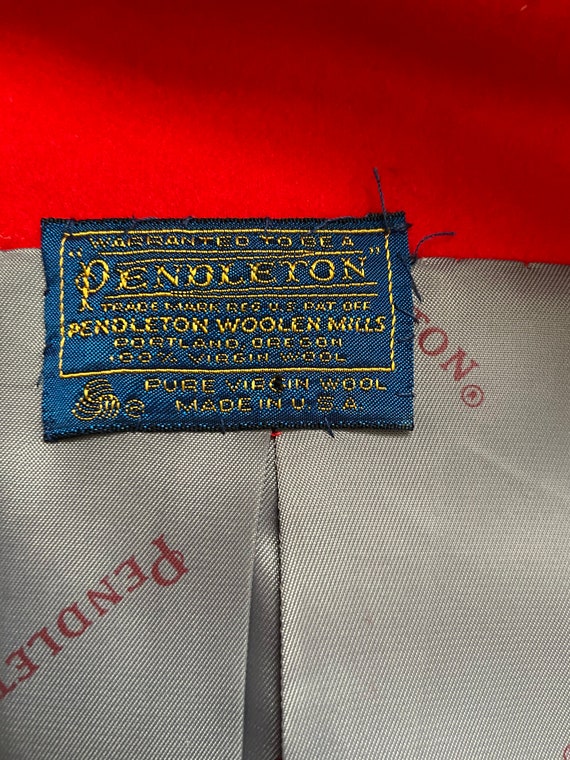 WARRANTED TO BE A
"PENDLETON"
TRADE MARK REG. U.S. PAT. OFF.
PENDLETON WOOLEN MILLS
PORTLAND, OREGON
100% VIRGIN WOOL
PURE VIRGIN WOOL
® MADE IN U.S.A.
TON®
PENDLET